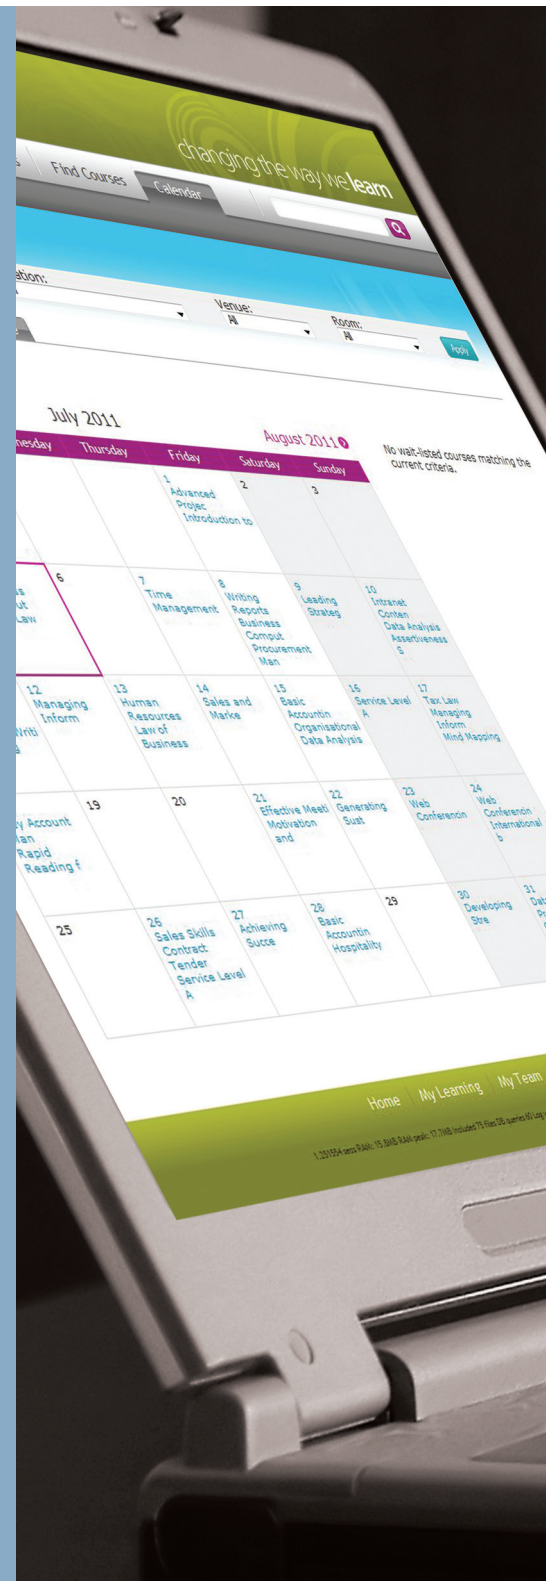 changing the way we learn
Find Courses
Calendar
Venue:
All
Room:
All
Apply
July 2011
August 2011
Thursday
Friday
Saturday
Sunday
No wait-listed courses matching the
current criteria.
1
Advanced
Projec
Introduction to
2
3
Law
6
7
Time
Management
8
Writing
Reports
Business
Comput
Procurement
Man
9
Leading
Strateg
10
Intranet
Conten
Data Analysis
Assertiveness
S
12
Managing
Inform
13
Human
Resources
Law of
Business
14
Sales and
Marke
15
Basic
Accountin
Organisational
Data Analysis
16
Service Level
A
17
Tax Law
Managing
Inform
Mind Mapping
Account
Rapid
Reading f
19
20
21
Effective Meeti
Motivation
and
22
Generating
Sust
23
Web
Conferencin
24
Web
Conferencin
International
b
25
26
Sales Skills
Contract
Tender
Service Level
A
27
Achieving
Succe
28
Basic
Accountin
Hospitality
29
30
Developing
Stre
31
Home
My Learning
My Team